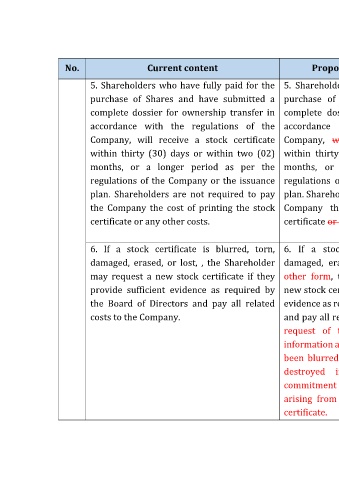 No. Current content Propo
5. Shareholders who have fully paid for the
purchase of Shares and have submitted a
complete dossier for ownership transfer in
accordance with the regulations of the
Company, will receive a stock certificate
within thirty (30) days or within two (02)
months, or a longer period as per the
regulations of the Company or the issuance
plan. Shareholders are not required to pay
the Company the cost of printing the stock
certificate or any other costs.
5. Sharehold
purchase of
complete dos
accordance
Company, w
within thirty
months, or
regulations o
plan. Shareho
Company th
certificate or
6. If a stock certificate is blurred, torn,
damaged, erased, or lost, , the Shareholder
may request a new stock certificate if they
provide sufficient evidence as required by
the Board of Directors and pay all related
costs to the Company.
6. If a stoc
damaged, era
other form, t
new stock cer
evidence as re
and pay all re
request of t
information a
been blurred
destroyed i
commitment
arising from
certificate.